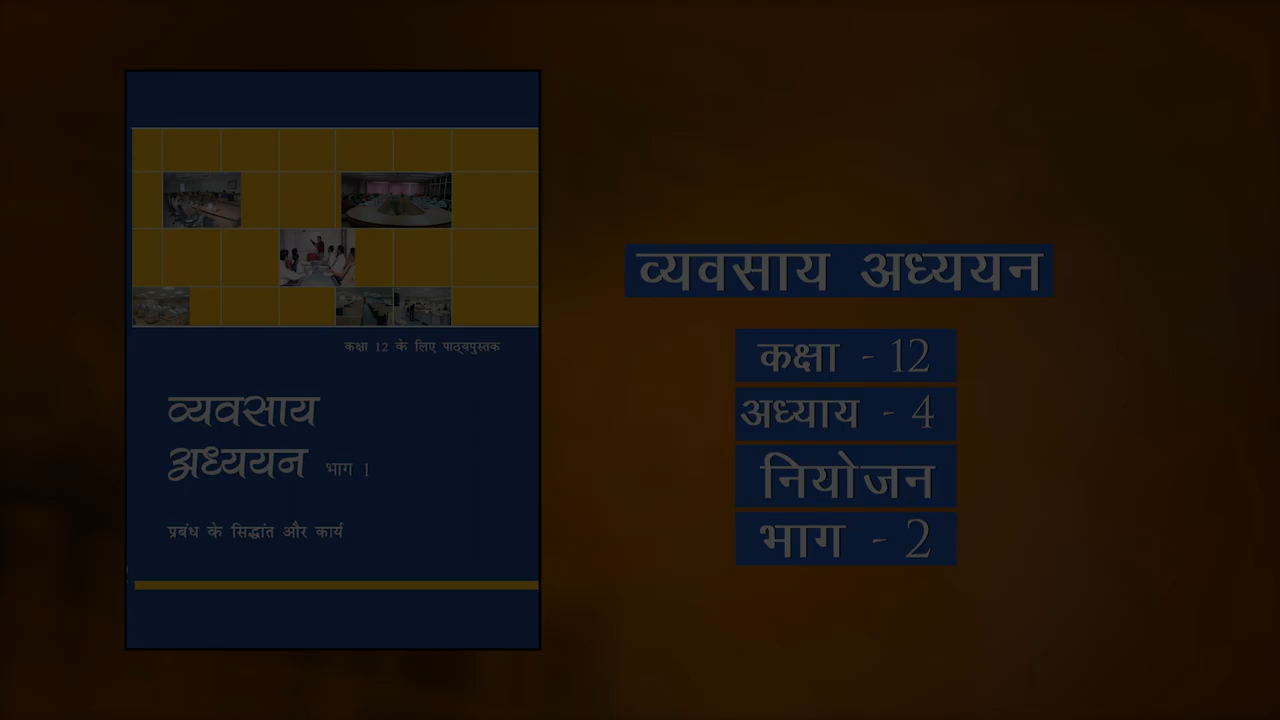 कक्षा 12 के लिए पाठ्यपुस्तक
व्यवसाय
अध्ययन भाग 1
प्रबंध के सिद्धांत और कार्य
व्यवसाय अध्ययन
कक्षा - 12
अध्याय - 4
नियोजन
भाग - 2